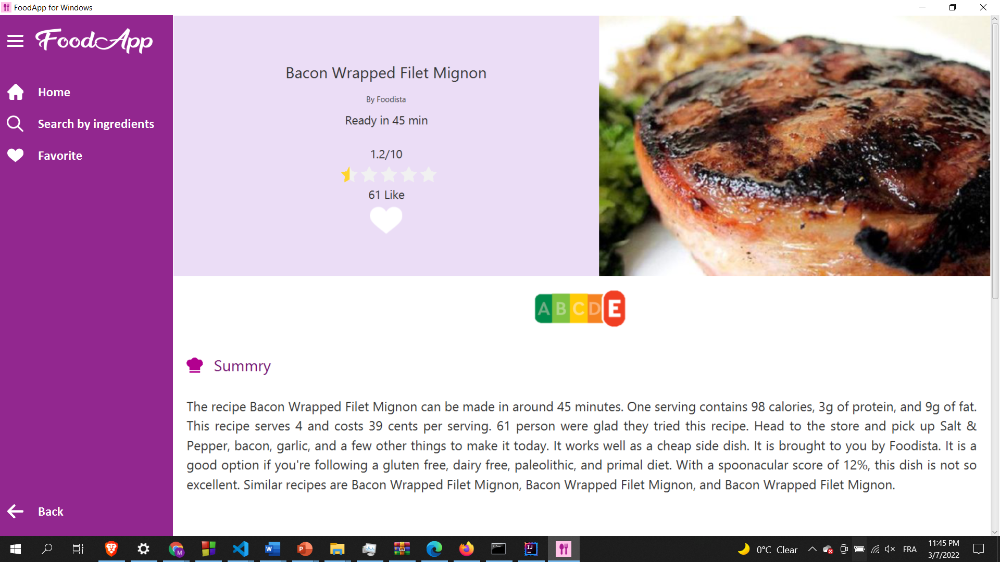 FoodApp for Windows
FoodApp
Home
Search by ingredients
Favorite
Back
Bacon Wrapped Filet Mignon
By Foodista
Ready in 45 min
1.2/10
61 Like
A B C D E
Summry
The recipe Bacon Wrapped Filet Mignon can be made in around 45 minutes. One serving contains 98 calories, 3g of protein, and 9g of fat.
This recipe serves 4 and costs 39 cents per serving. 61 person were glad they tried this recipe. Head to the store and pick up Salt &
Pepper, bacon, garlic, and a few other things to make it today. It works well as a cheap side dish. It is brought to you by Foodista. It is a
good option if you're following a gluten free, dairy free, paleolithic, and primal diet. With a spoonacular score of 12%, this dish is not so
excellent. Similar recipes are Bacon Wrapped Filet Mignon, Bacon Wrapped Filet Mignon, and Bacon Wrapped Filet Mignon.
M
W
P
IJ
0°C Clear
FRA
11:45 PM
3/7/2022